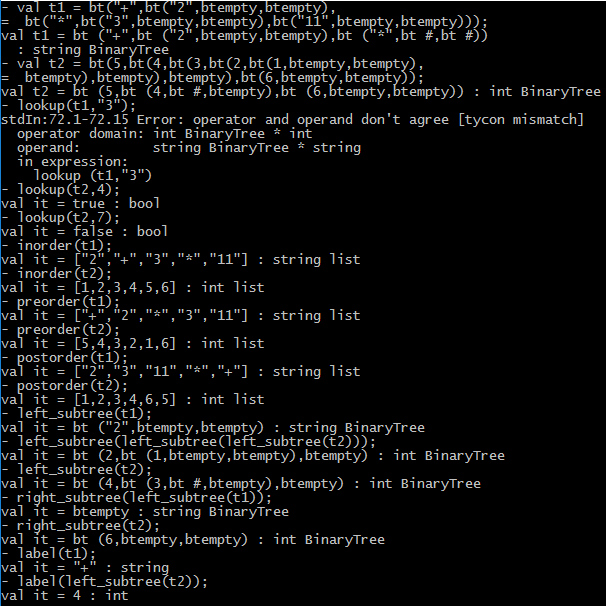 - val t1 = bt("+",bt("2",btempty,btempty),
=  bt("*",bt("3",btempty,btempty),bt("11",btempty,btempty)));
val t1 = bt ("+",bt ("2",btempty,btempty),bt ("*",bt #,bt #))
  : string BinaryTree
- val t2 = bt(5,bt(4,bt(3,bt(2,bt(1,btempty,btempty),
=  btempty),btempty),btempty),bt(6,btempty,btempty));
val t2 = bt (5,bt (4,bt #,btempty),bt (6,btempty,btempty)) : int BinaryTree
- lookup(t1,"3");
stdIn:72.1-72.15 Error: operator and operand don't agree [tycon mismatch]
  operator domain: int BinaryTree * int
  operand:         string BinaryTree * string
  in expression:
    lookup (t1,"3")
- lookup(t2,4);
val it = true : bool
- lookup(t2,7);
val it = false : bool
- inorder(t1);
val it = ["2","+","3","*","11"] : string list
- inorder(t2);
val it = [1,2,3,4,5,6] : int list
- preorder(t1);
val it = ["+","2","*","3","11"] : string list
- preorder(t2);
val it = [5,4,3,2,1,6] : int list
- postorder(t1);
val it = ["2","3","11","*","+"] : string list
- postorder(t2);
val it = [1,2,3,4,6,5] : int list
- left_subtree(t1);
val it = bt ("2",btempty,btempty) : string BinaryTree
- left_subtree(left_subtree(left_subtree(t2)));
val it = bt (2,bt (1,btempty,btempty),btempty) : int BinaryTree
- left_subtree(t2);
val it = bt (4,bt (3,bt #,btempty),btempty) : int BinaryTree
- right_subtree(left_subtree(t1));
val it = btempty : string BinaryTree
- right_subtree(t2);
val it = bt (6,btempty,btempty) : int BinaryTree
- label(t1);
val it = "+" : string
- label(left_subtree(t2));
val it = 4 : int